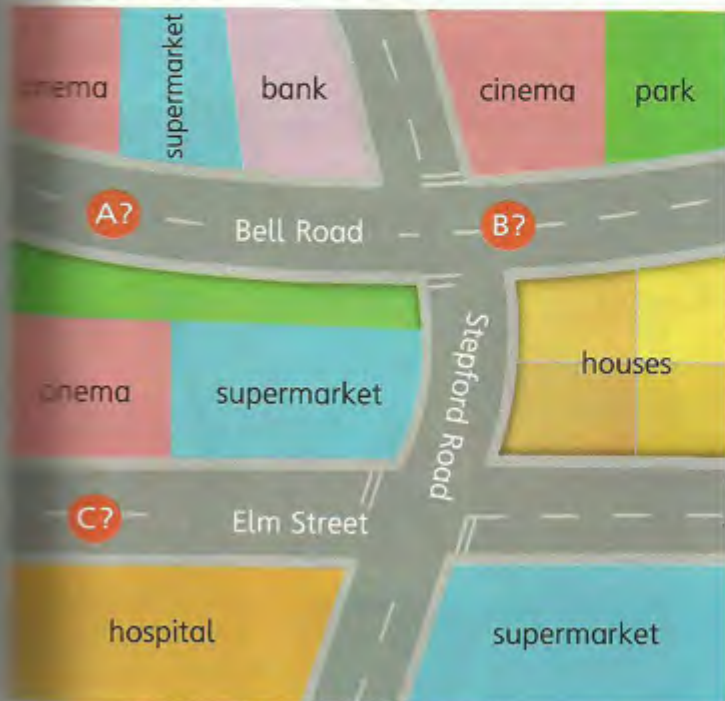 supermarket
bank
cinema
park
A?
Bell Road
B?
Stepford Road
houses
supermarket
C?
Elm Street
hospital
supermarket